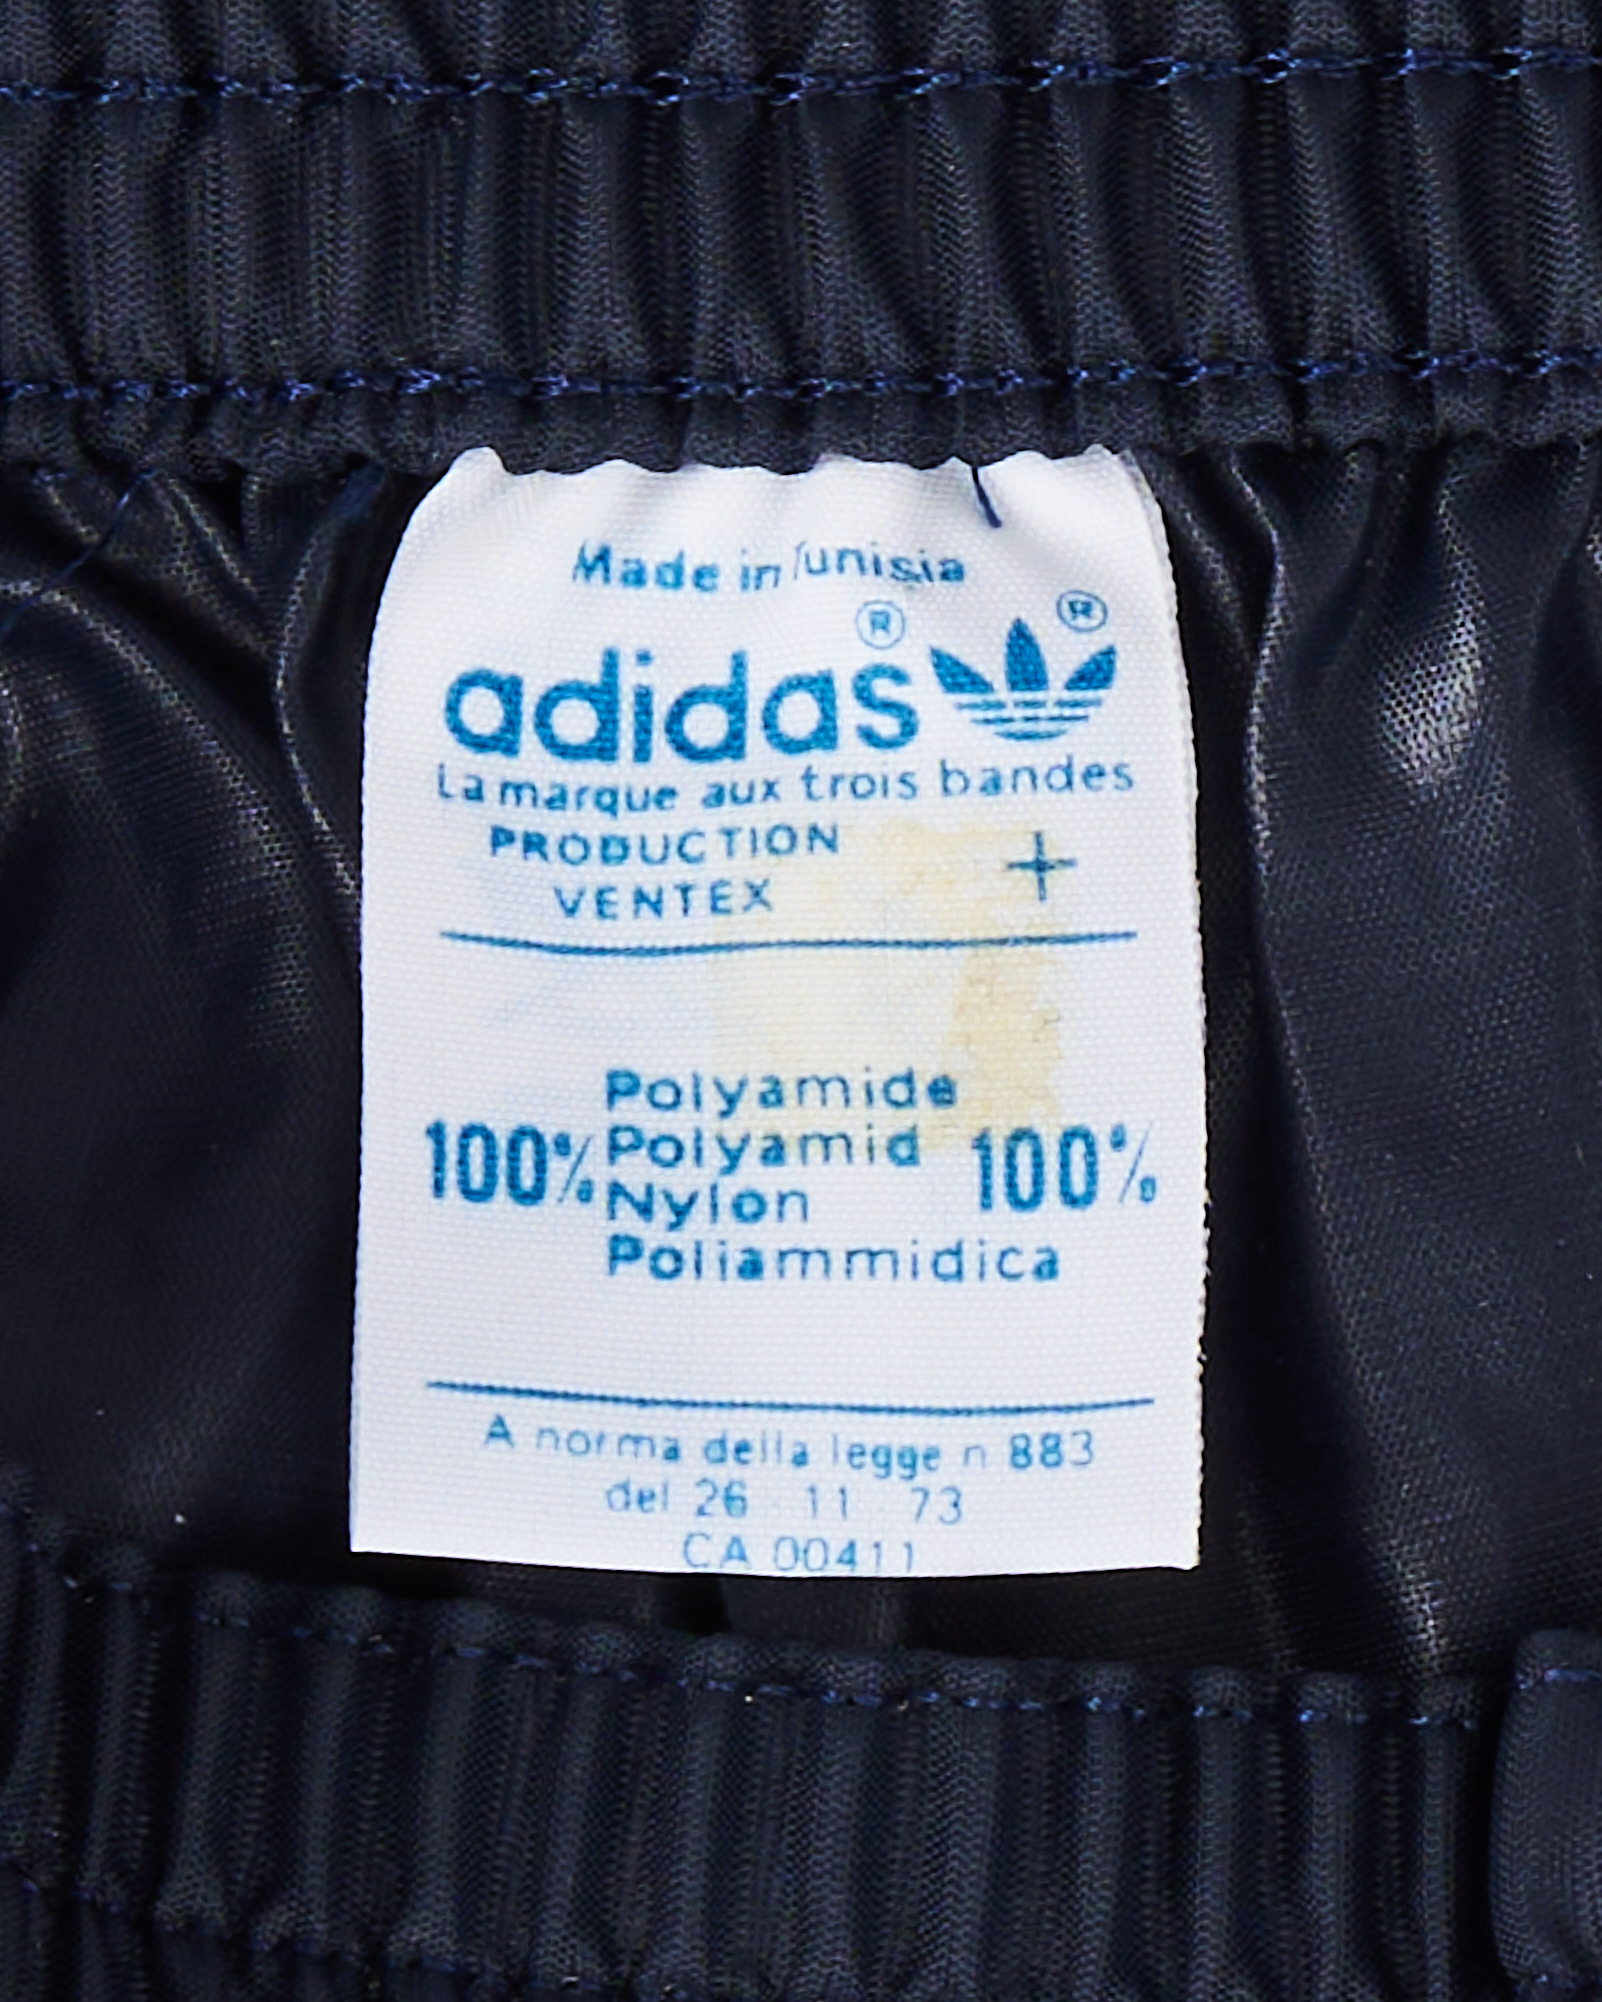 Made in Tunisia
adidas® ®
La marque aux trois bandes
PRODUCTION
VENTEX
Polyamide
100% Polyamid 100%
Nylon
Poliammidica
A norma della legge n 883
del 26 11 73
CA 00411